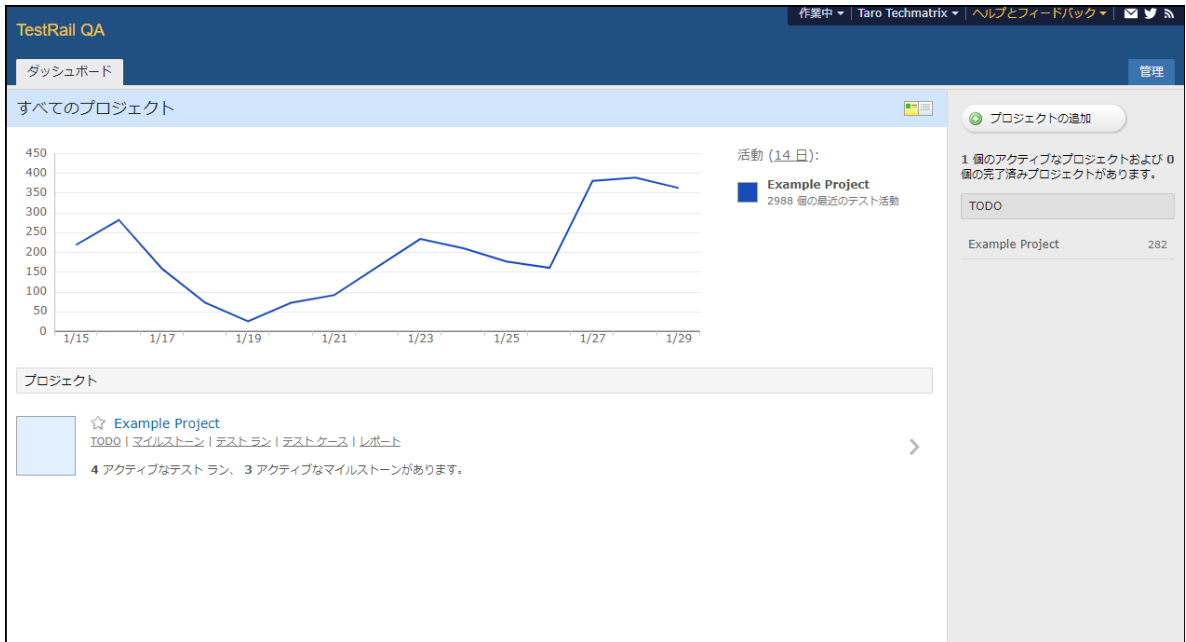 作業中 | Taro Techmatrix | ヘルプとフィードバック |
TestRail QA
ダッシュボード
管理
すべてのプロジェクト
プロジェクトの追加
1 個のアクティブなプロジェクトおよび 0
個の完了済みプロジェクトがあります。
TODO
Example Project 282
450
400
350
300
250
200
150
100
50
0
1/15 1/17 1/19 1/21 1/23 1/25 1/27 1/29
活動 (14 日):
Example Project
2988 個の最近のテスト活動
プロジェクト
Example Project
TODO | マイルストーン | テスト ラン | テスト ケース | レポート
4 アクティブなテスト ラン、 3 アクティブなマイルストーンがあります。